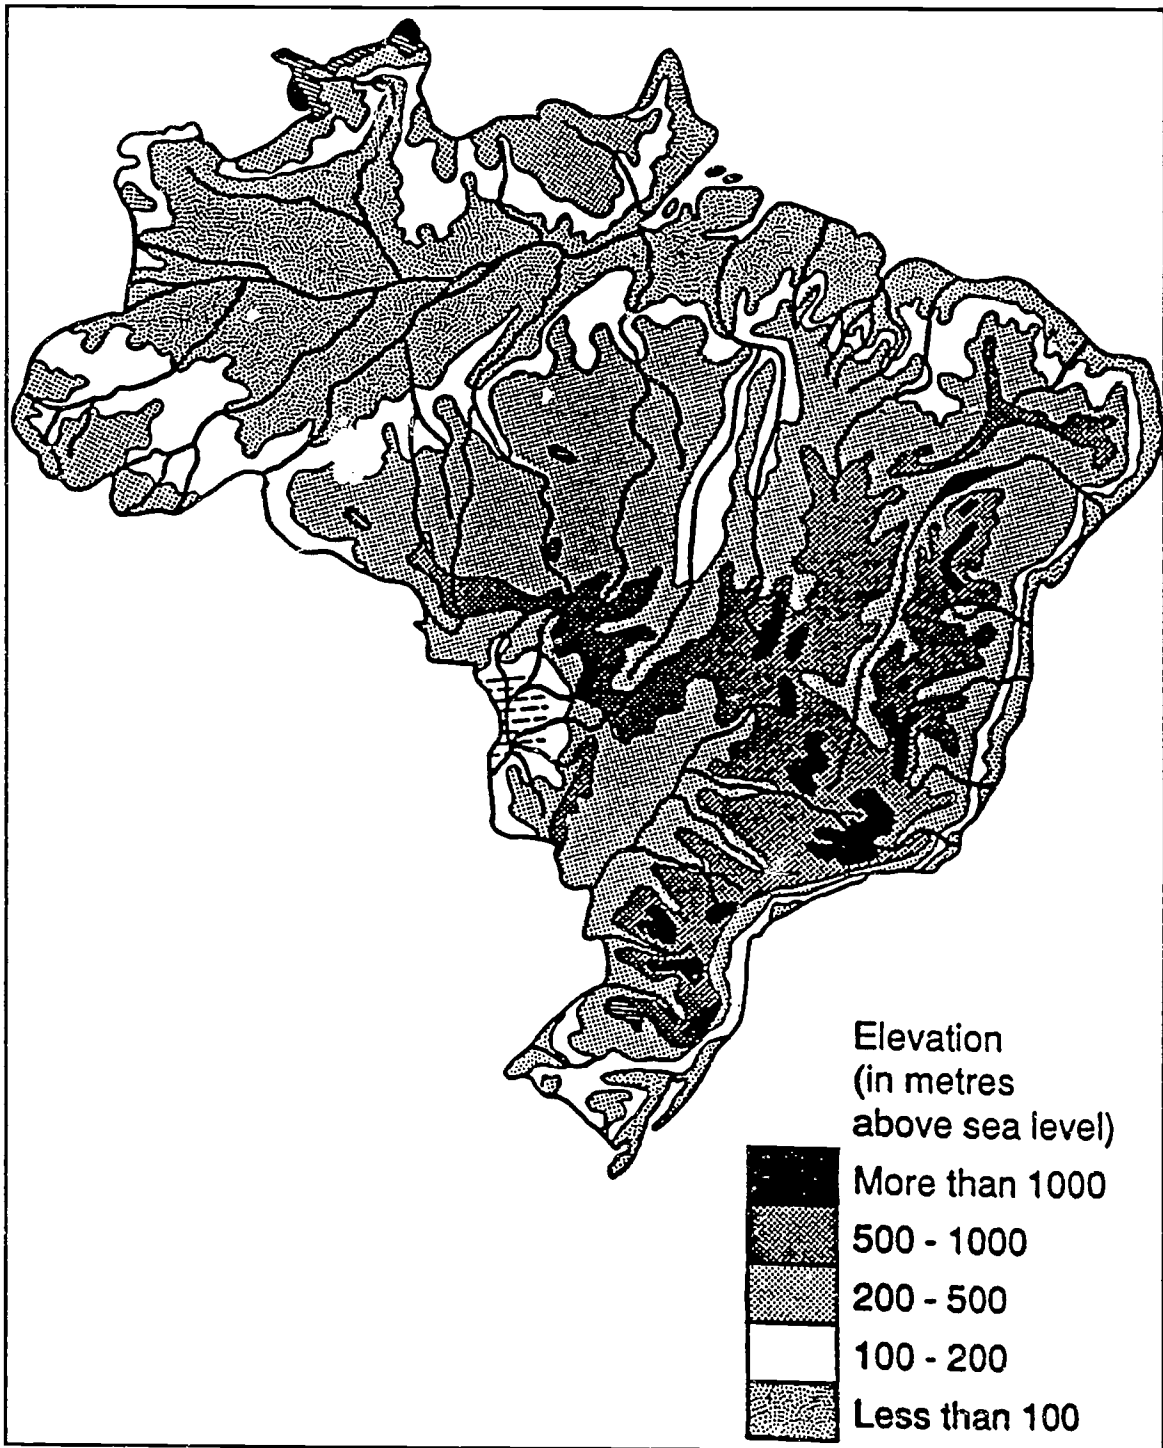 Elevation
(in metres
above sea level)
More than 1000
500 - 1000
200 - 500
100 - 200
Less than 100